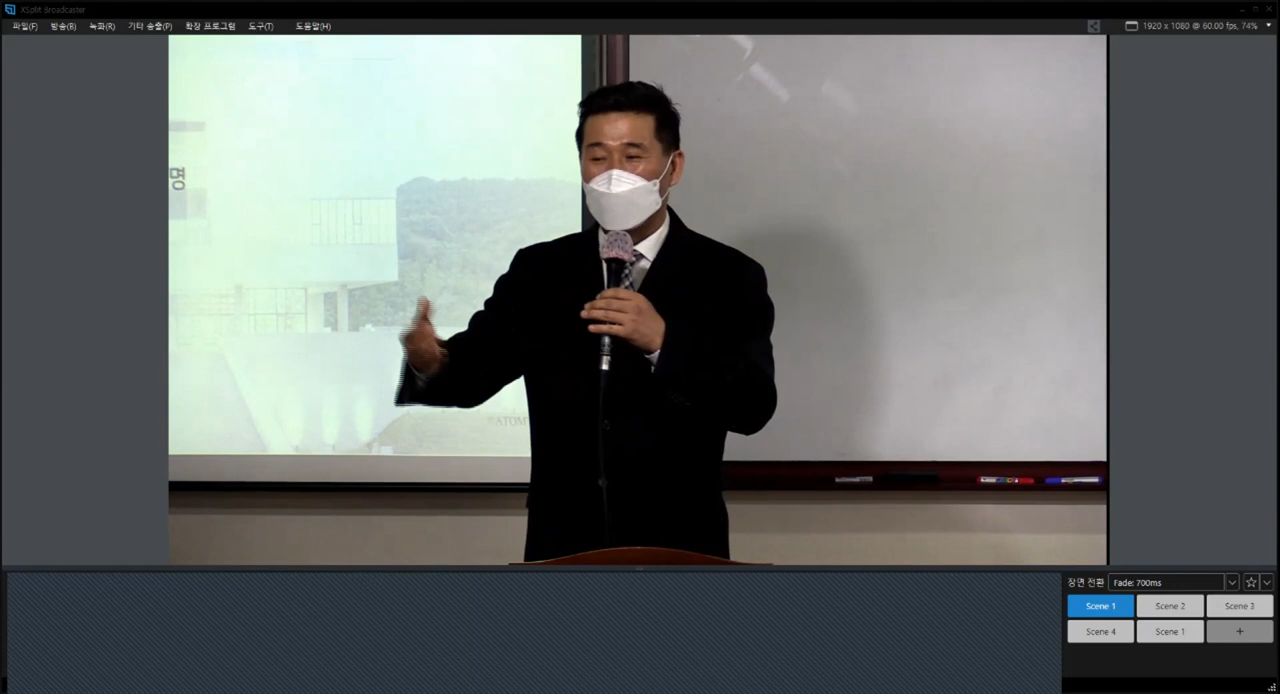 XSplit Broadcaster
파일(F) 방송(B) 녹화(R) 기타 송출(P) 확장 프로그램 도구(T) 도움말(H)
1920 x 1080 @ 60.00 fps, 74%
명
©ATOM
장면 전환 Fade: 700ms
Scene 1 Scene 2 Scene 3
Scene 4 Scene 1 +